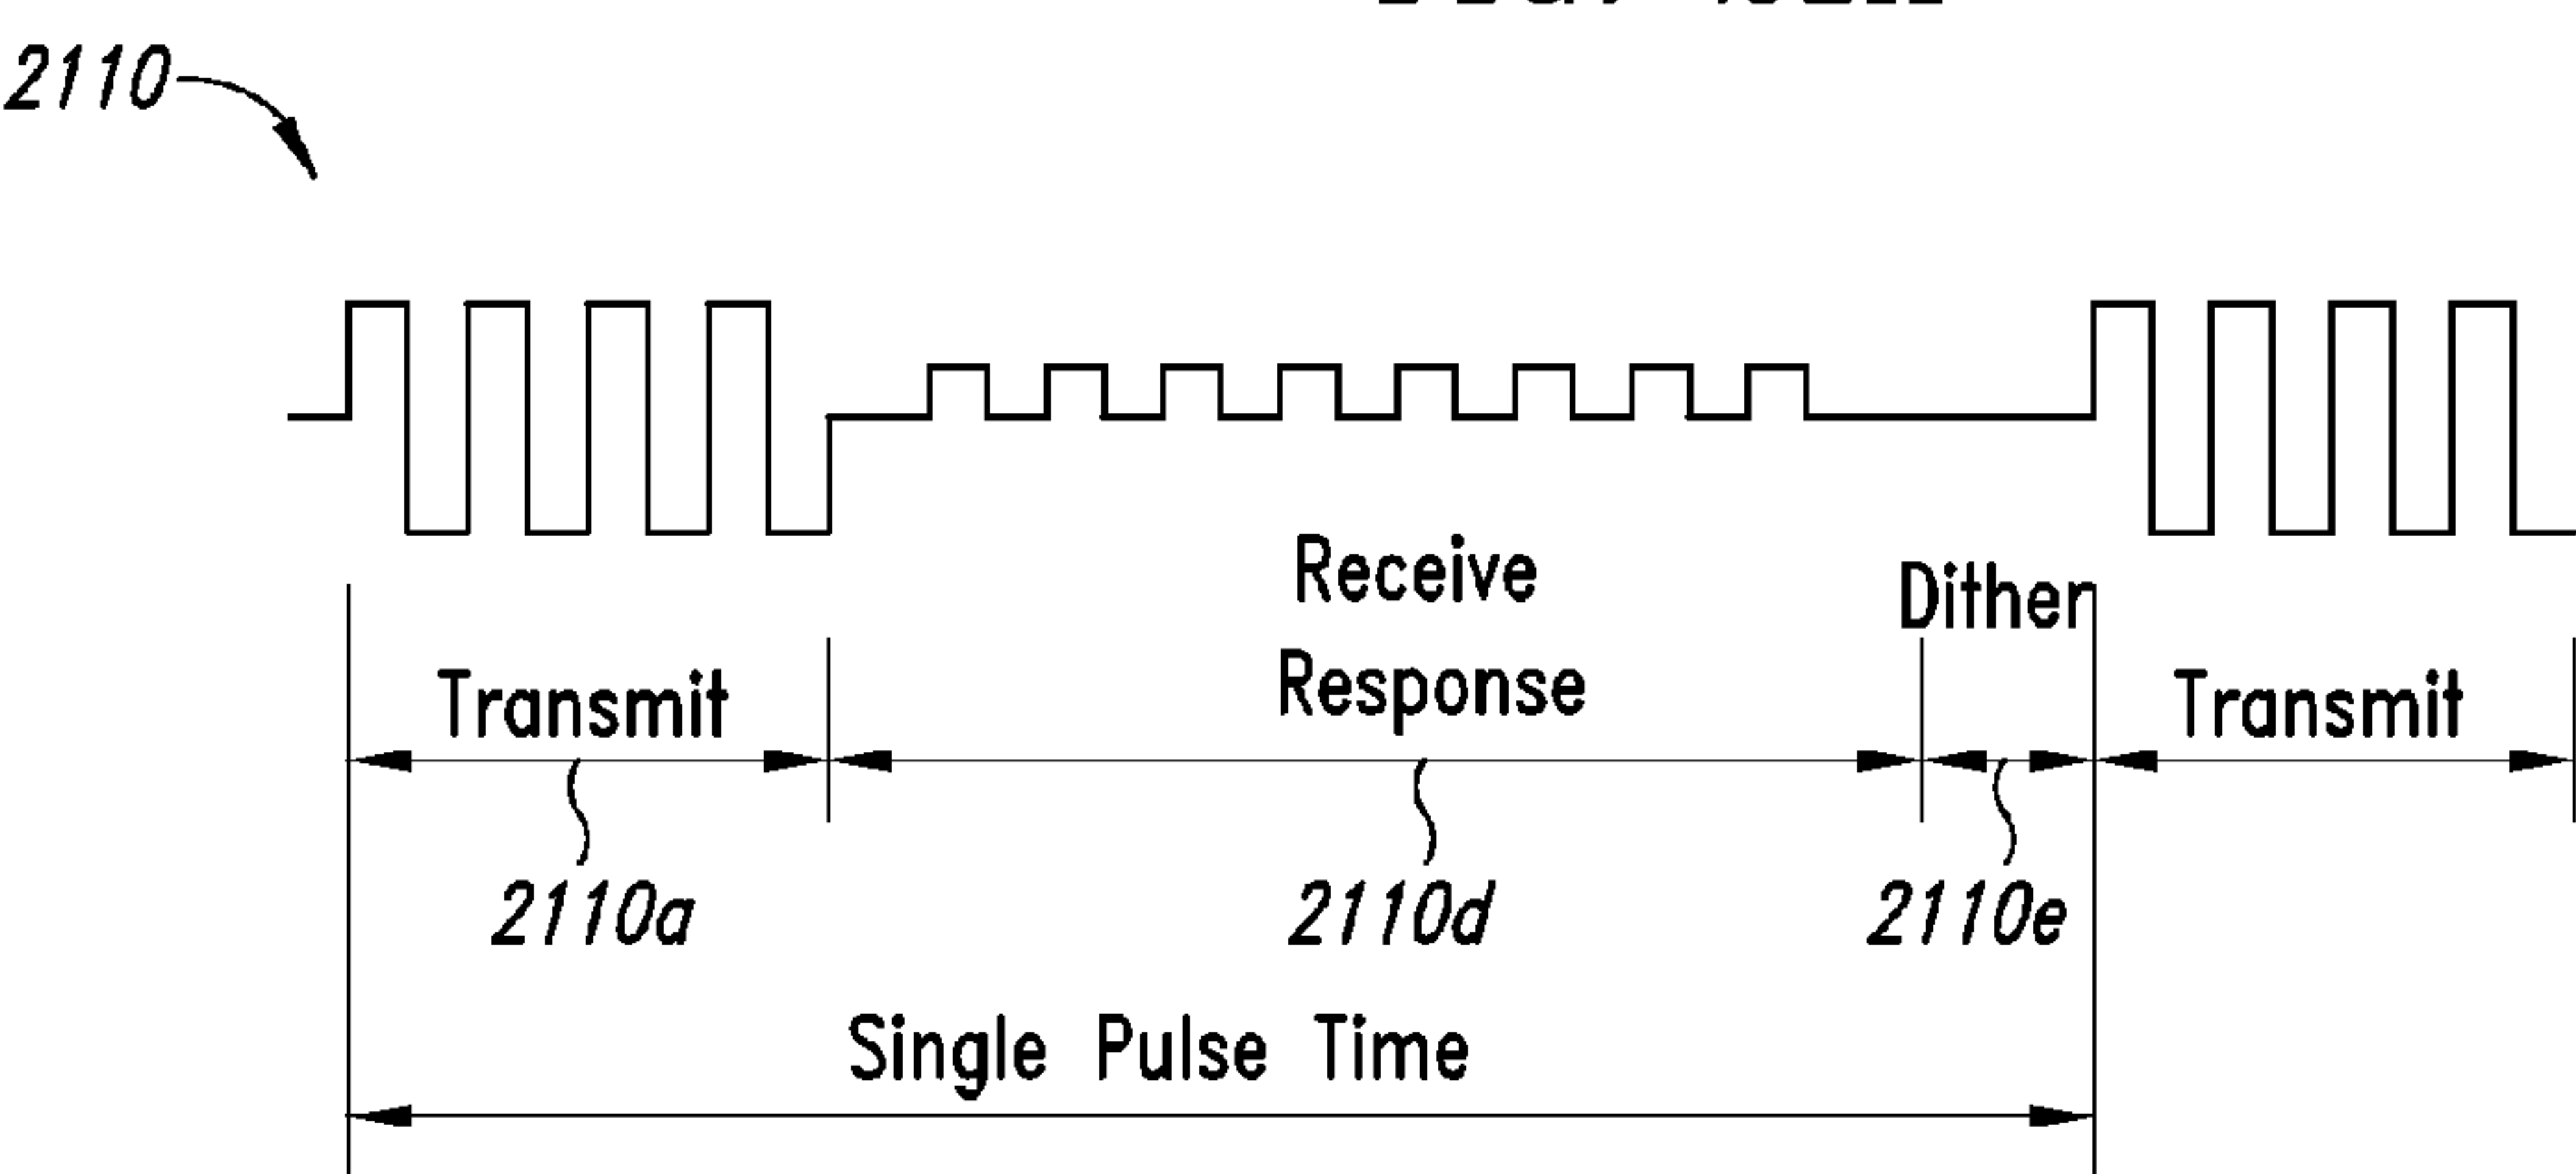 2110
Receive
Response
Dither
Transmit
Transmit
2110a
2110d
2110e
Single Pulse Time